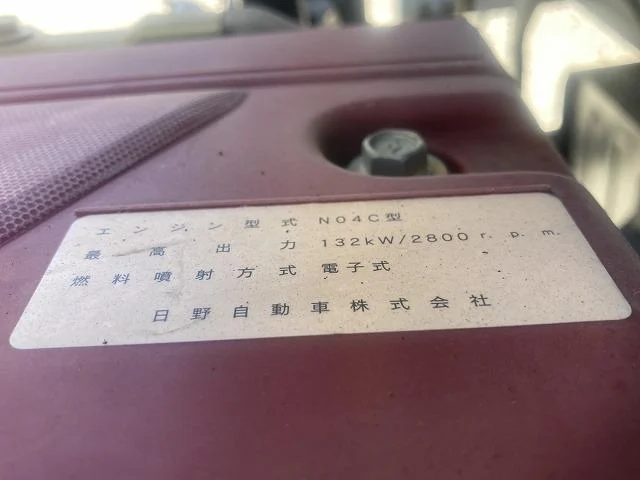 エンジン型式 N04C型
最高出力 132kW/2800r.p.m.
燃料噴射方式 電子式
日野自動車株式会社